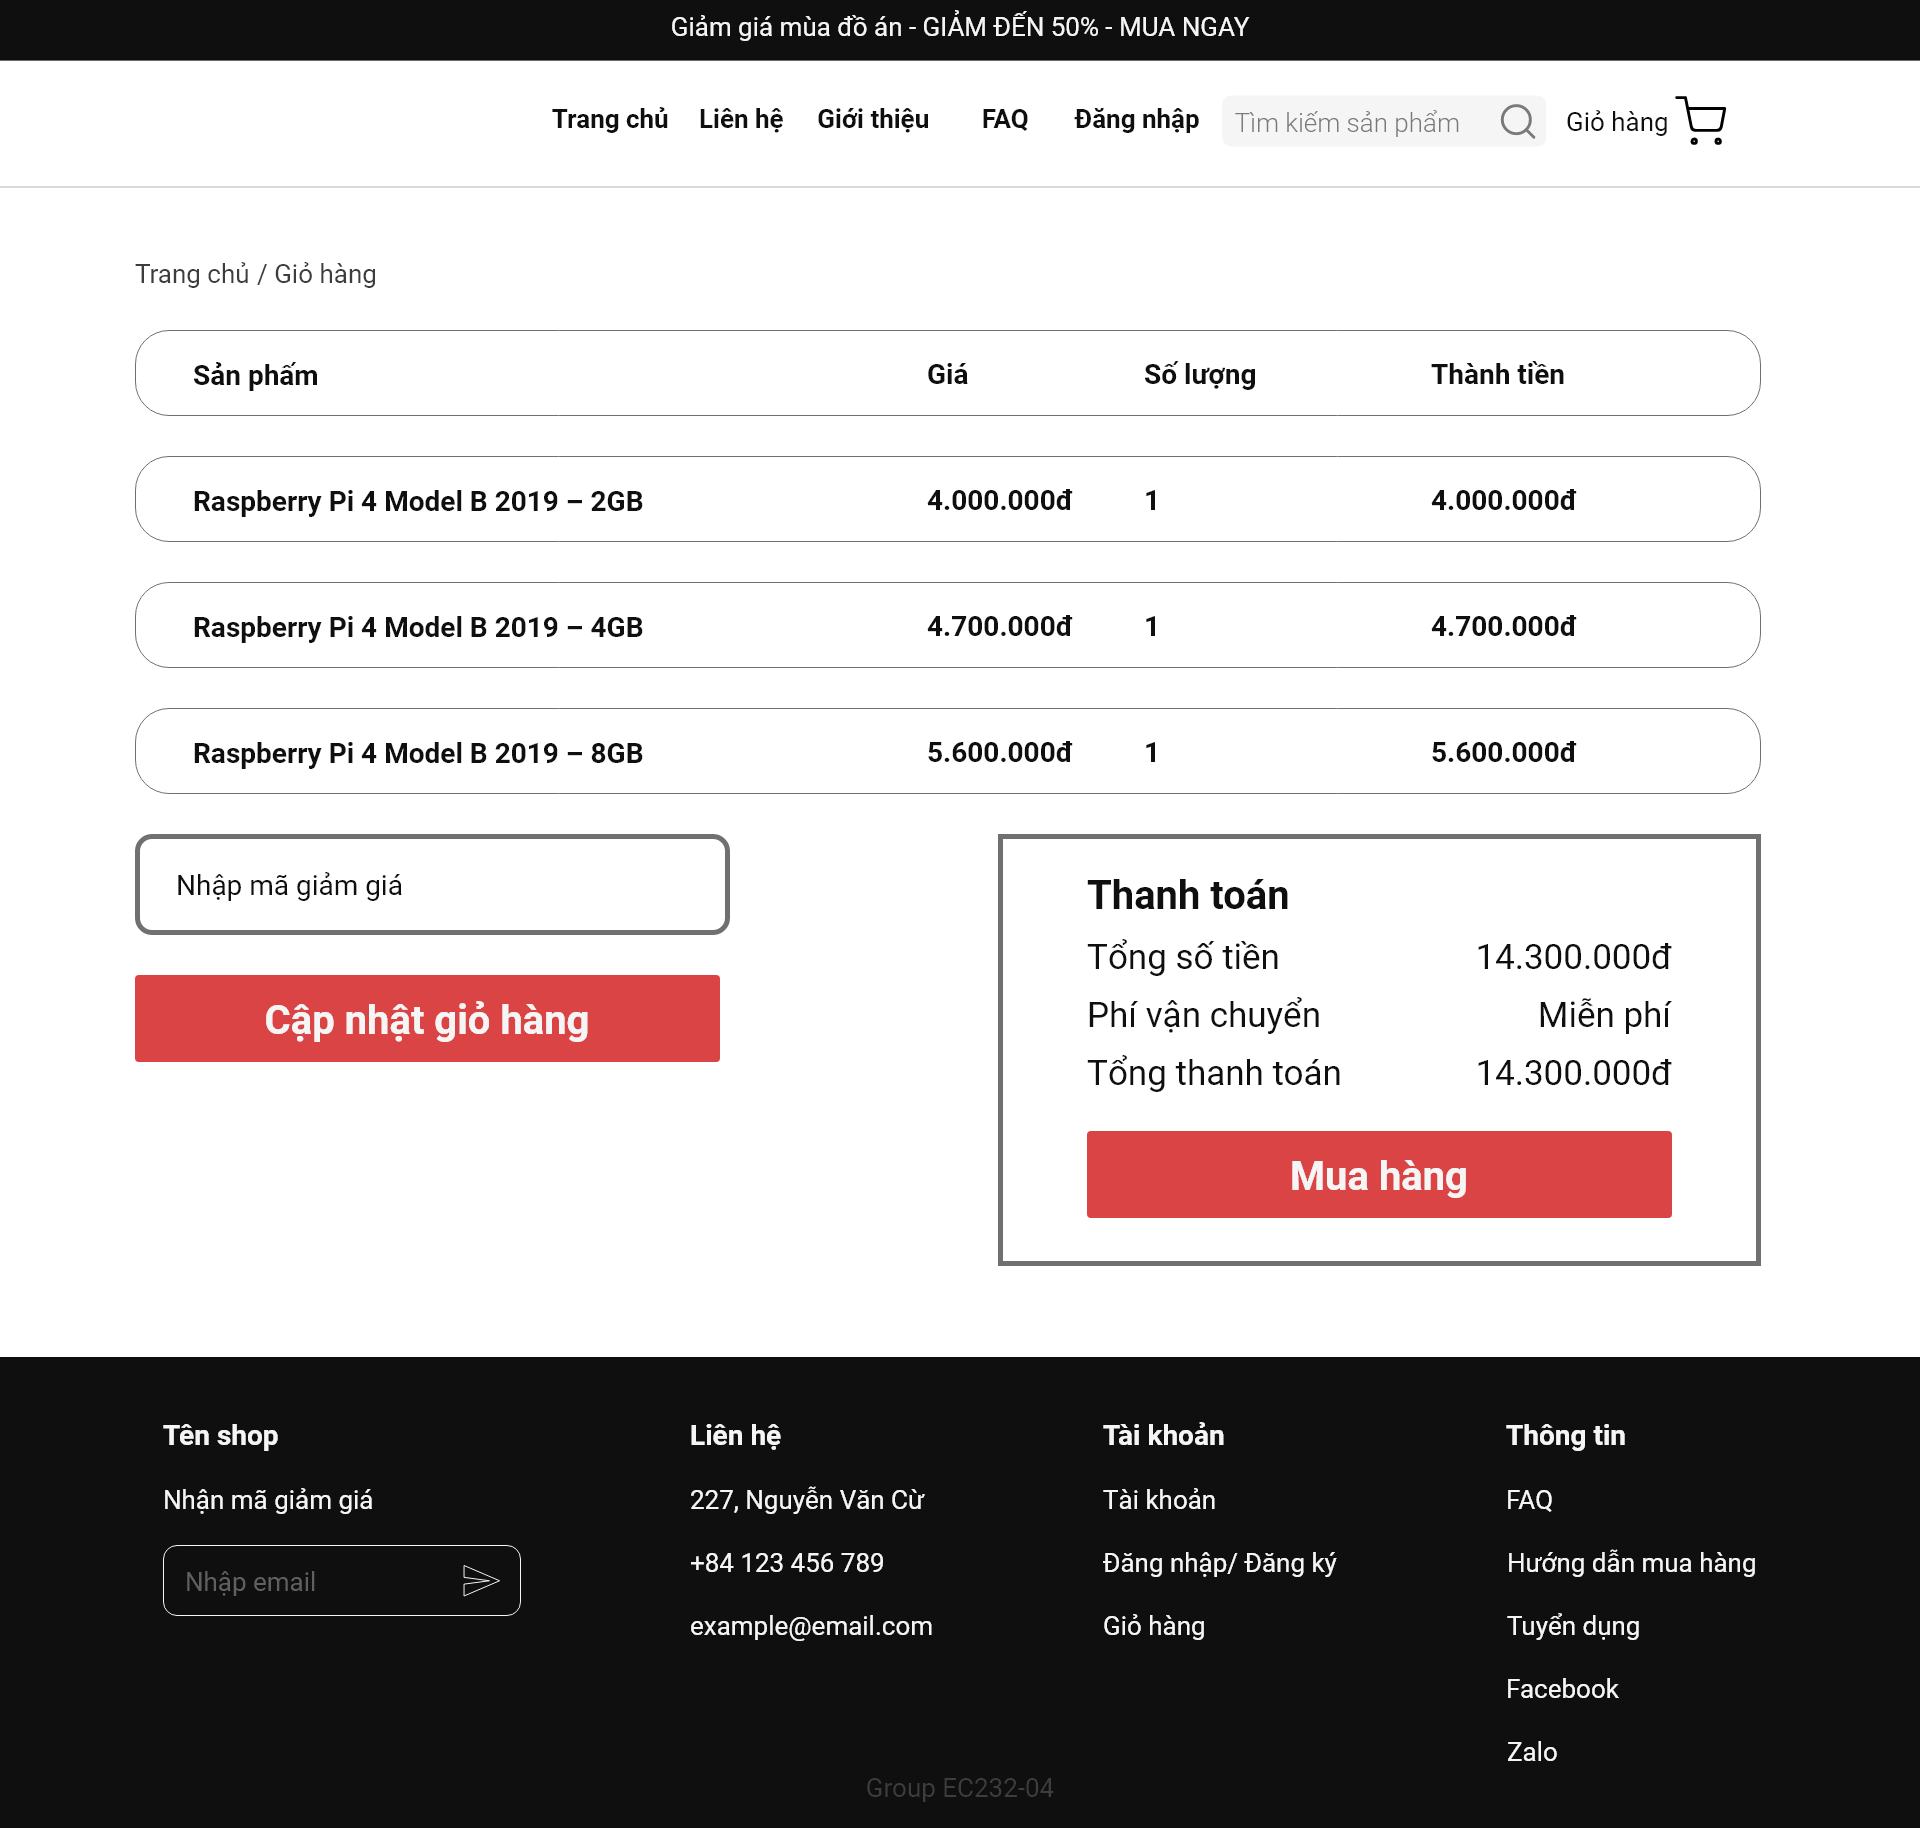 Giảm giá mùa đồ án - GIẢM ĐẾN 50% - MUA NGAY
Trang chủ Liên hệ Giới thiệu FAQ Đăng nhập Tìm kiếm sản phẩm Giỏ hàng
Trang chủ / Giỏ hàng
Sản phấm Giá Số lượng Thành tiền
Raspberry Pi 4 Model B 2019 – 2GB 4.000.000đ 1 4.000.000đ
Raspberry Pi 4 Model B 2019 – 4GB 4.700.000đ 1 4.700.000đ
Raspberry Pi 4 Model B 2019 – 8GB 5.600.000đ 1 5.600.000đ
Nhập mã giảm giá
Cập nhật giỏ hàng
Thanh toán
Tổng số tiền 14.300.000đ
Phí vận chuyển Miễn phí
Tổng thanh toán 14.300.000đ
Mua hàng
Tên shop
Nhận mã giảm giá
Nhập email
Liên hệ
227, Nguyễn Văn Cừ
+84 123 456 789
example@email.com
Tài khoản
Tài khoản
Đăng nhập/ Đăng ký
Giỏ hàng
Thông tin
FAQ
Hướng dẫn mua hàng
Tuyển dụng
Facebook
Zalo
Group EC232-04